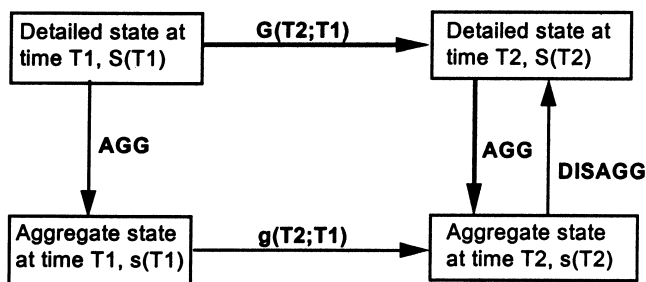 Detailed state at
time T1, S(T1)
G(T2;T1)
Detailed state at
time T2, S(T2)
AGG
AGG
DISAGG
Aggregate state
at time T1, s(T1)
g(T2;T1)
Aggregate state
at time T2, s(T2)